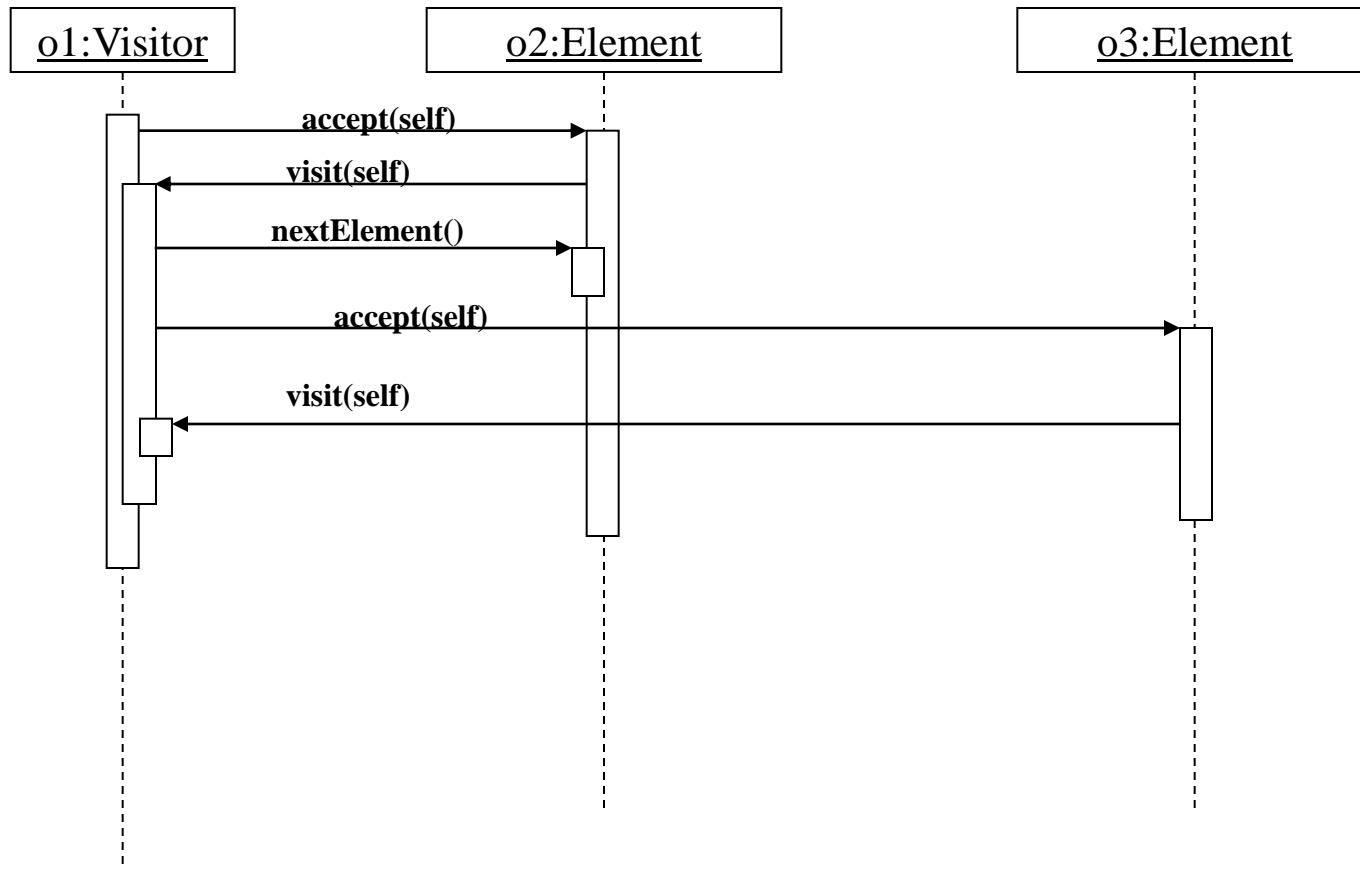 o1:Visitor
o2:Element
o3:Element
accept(self)
visit(self)
nextElement()
accept(self)
visit(self)